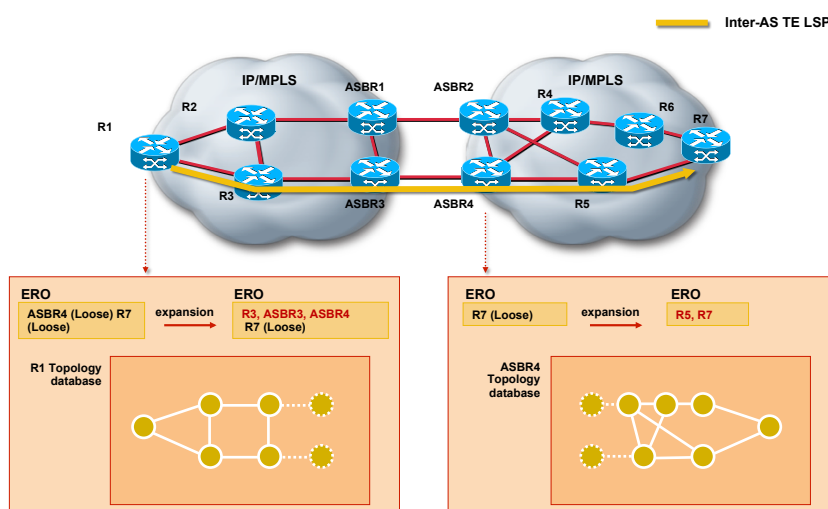 Inter-AS TE LSP
IP/MPLS
ASBR1
ASBR2
R4
IP/MPLS
R2
R6
R7
R1
R3
ASBR3
ASBR4
R5
ERO
ASBR4 (Loose) R7
(Loose)
expansion
ERO
R3, ASBR3, ASBR4
R7 (Loose)
R1 Topology
database
ERO
R7 (Loose)
expansion
ERO
R5, R7
ASBR4
Topology
database